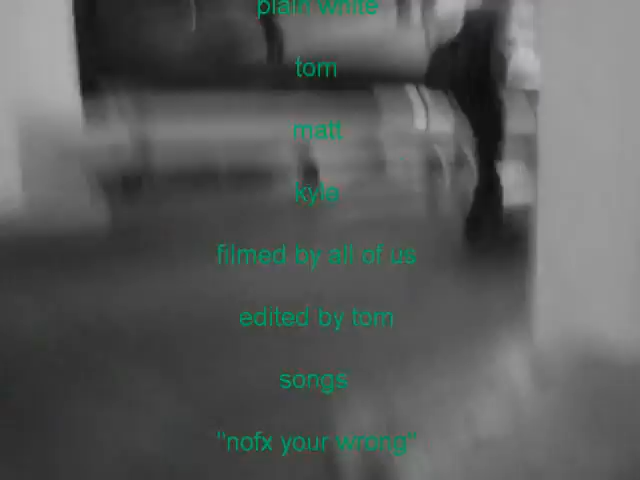 plain white
tom
matt
kyle
filmed by all of us
edited by tom
songs
"nofx your wrong"